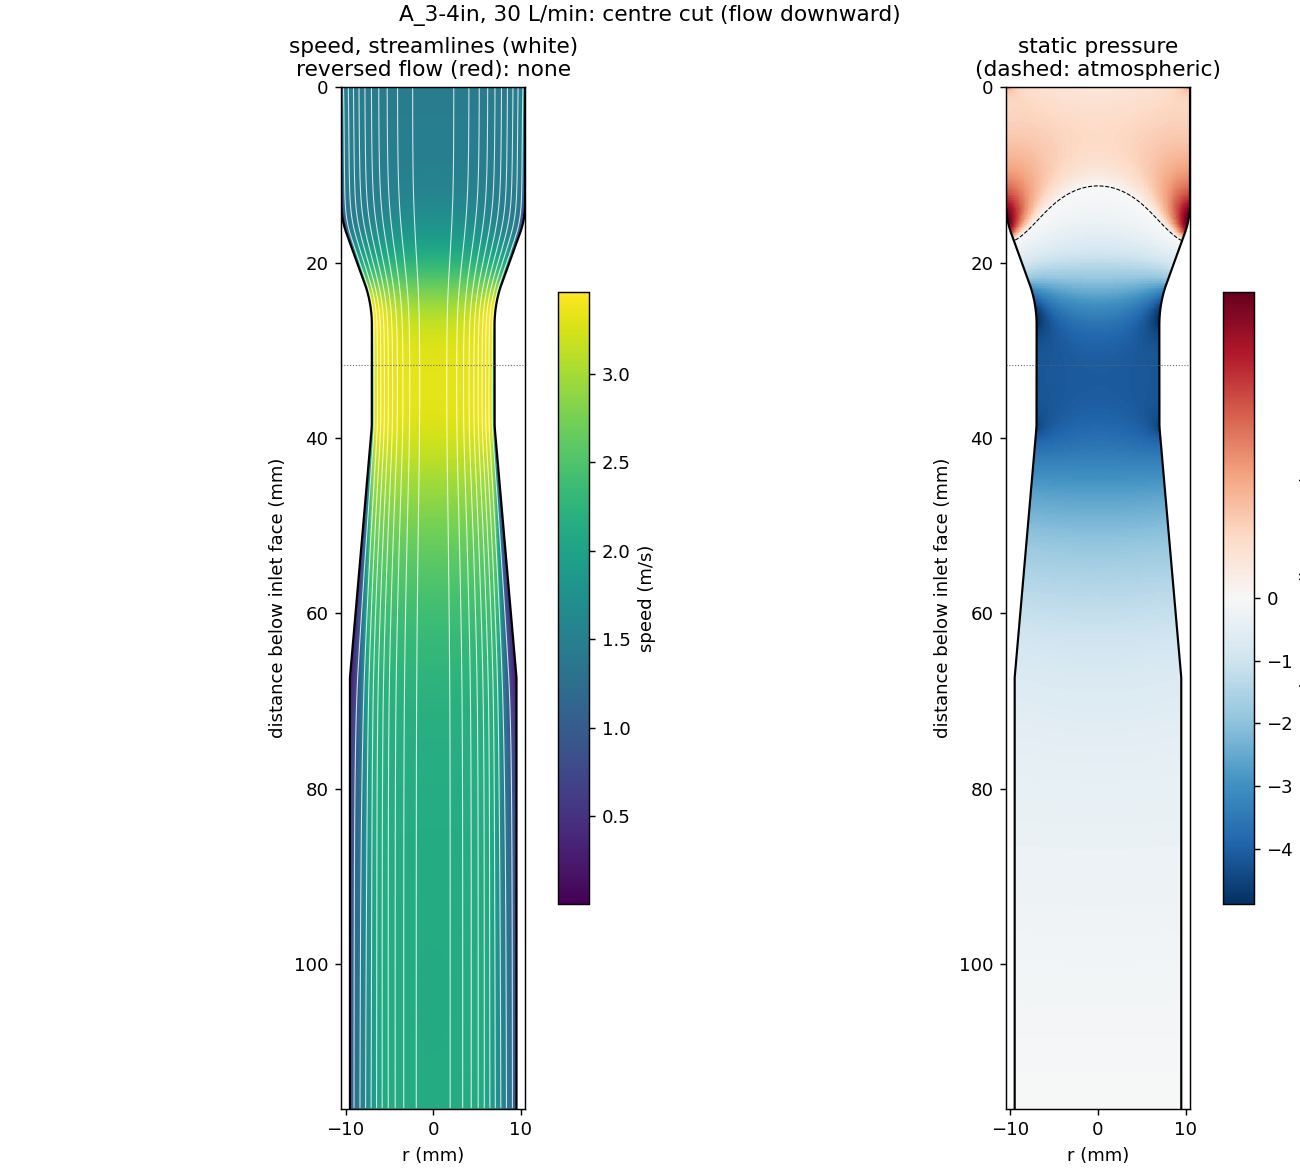 A_3-4in, 30 L/min: centre cut (flow downward)
speed, streamlines (white)
reversed flow (red): none
0
20
40
60
80
100
distance below inlet face (mm)
−10
0
10
r (mm)
3.0
2.5
2.0
1.5
1.0
0.5
speed (m/s)
static pressure
(dashed: atmospheric)
0
20
40
60
80
100
distance below inlet face (mm)
−10
0
10
r (mm)
0
−1
−2
−3
−4